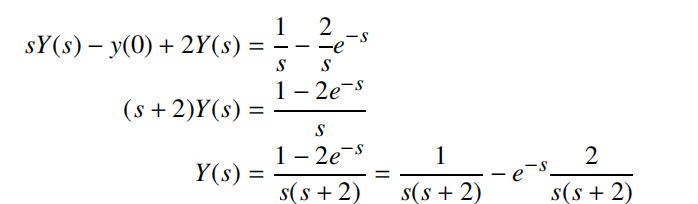 sY(s) − y(0) + 2Y(s) = 1/s − 2/s e^{−s}
(s + 2)Y(s) = (1 − 2e^{−s})/s
Y(s) = (1 − 2e^{−s})/(s(s + 2)) = 1/(s(s + 2)) − e^{−s} 2/(s(s + 2))